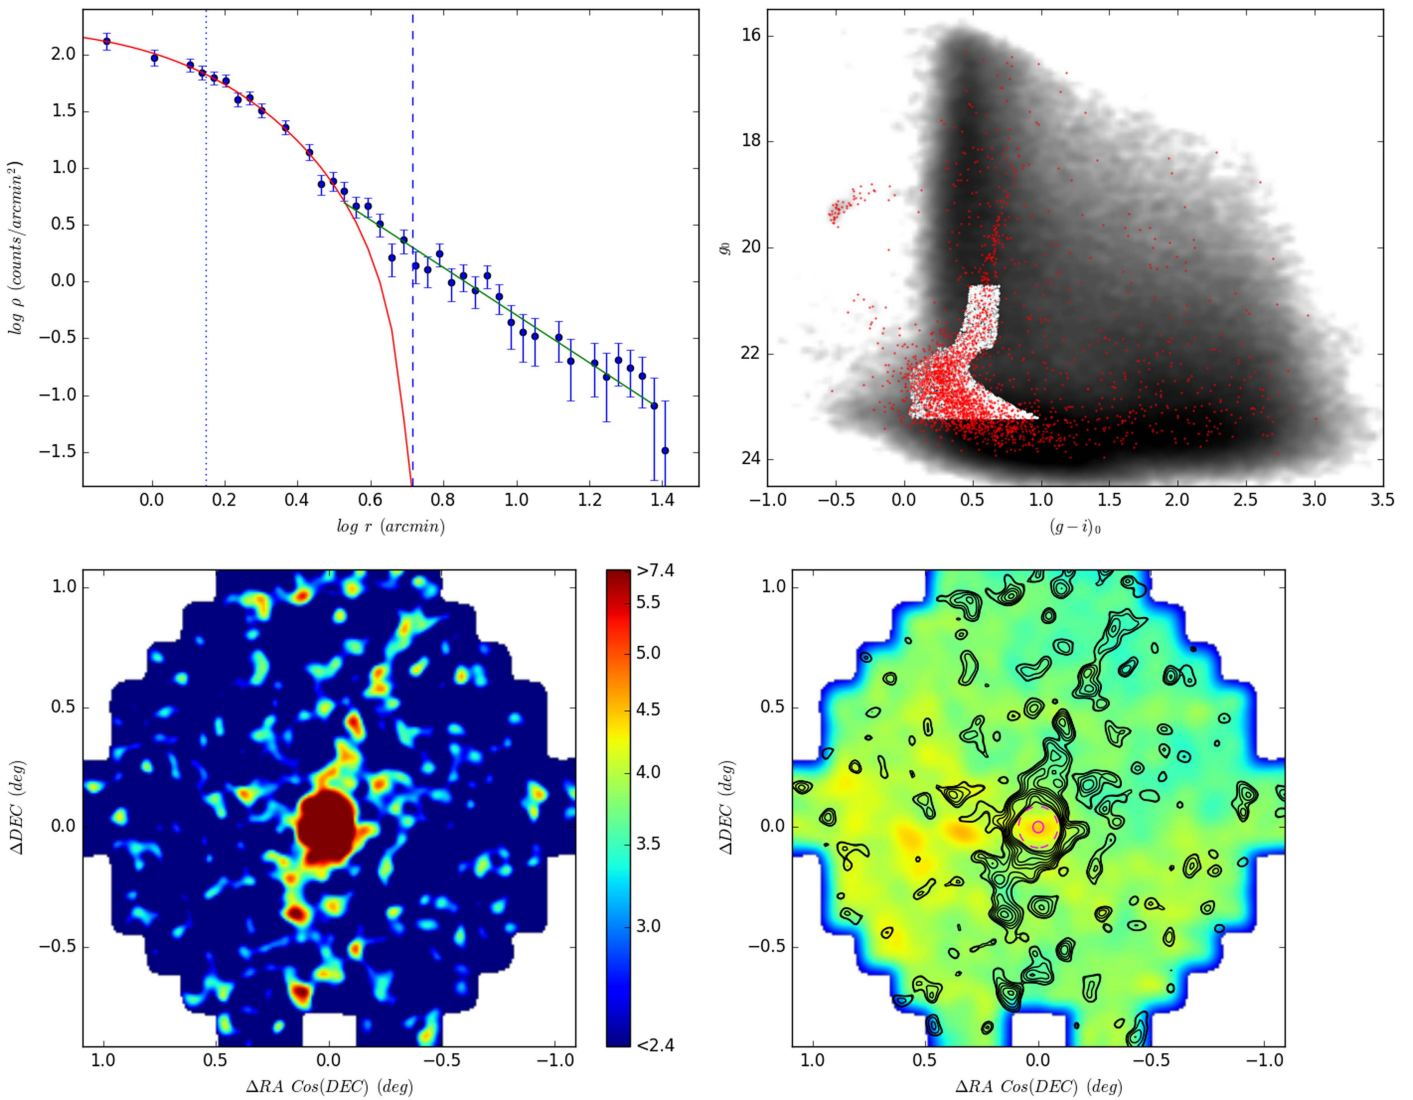 2.0
1.5
1.0
0.5
0.0
−0.5
−1.0
−1.5
log ρ (counts/arcmin²)
0.0 0.2 0.4 0.6 0.8 1.0 1.2 1.4
log r (arcmin)
16
18
20
22
24
g₀
−1.0 −0.5 0.0 0.5 1.0 1.5 2.0 2.5 3.0 3.5
(g − i)₀
1.0
0.5
0.0
−0.5
ΔDEC (deg)
1.0 0.5 0.0 −0.5 −1.0
ΔRA Cos(DEC) (deg)
>7.4
5.5
5.0
4.5
4.0
3.5
3.0
<2.4
1.0
0.5
0.0
−0.5
ΔDEC (deg)
1.0 0.5 0.0 −0.5 −1.0
ΔRA Cos(DEC) (deg)